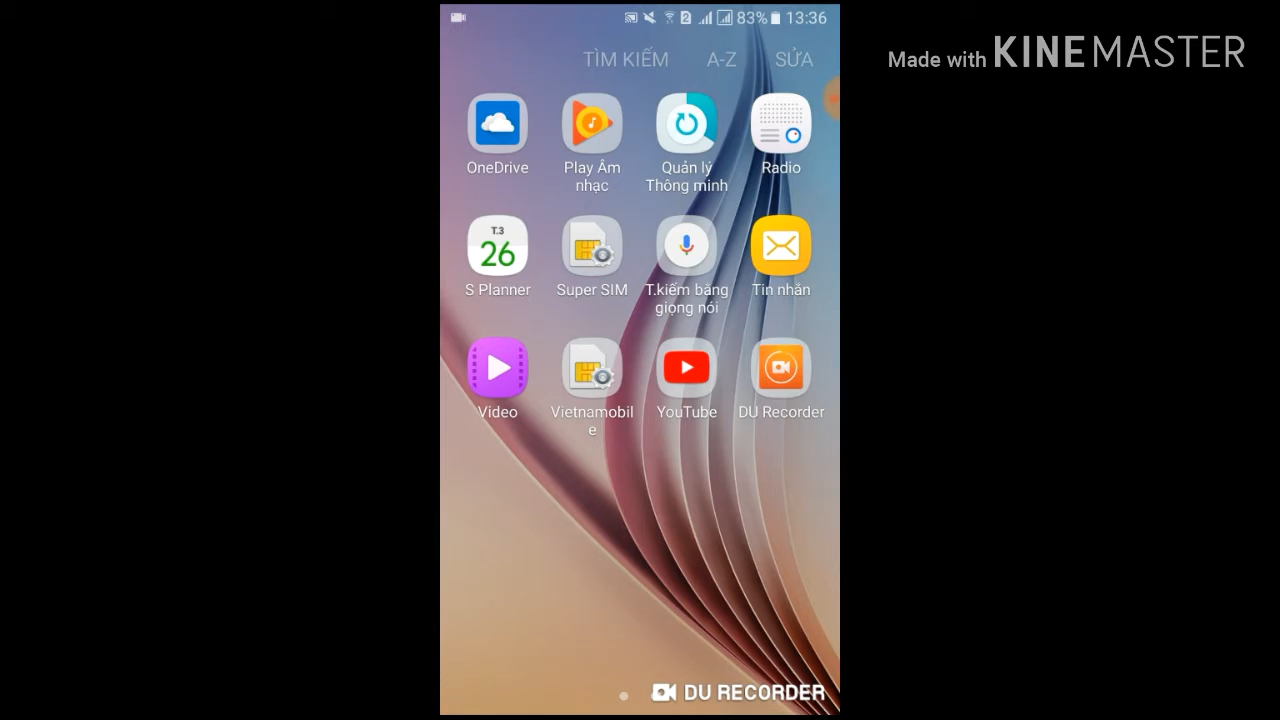 83% 13:36
Made with KINEMASTER
TÌM KIẾM A-Z SỬA
OneDrive
Play Âm
nhạc
Quản lý
Thông minh
Radio
T.3
26
S Planner
Super SIM
T.kiếm bằng
giọng nói
Tin nhắn
Video
Vietnamobil
e
YouTube
DU Recorder
DU RECORDER